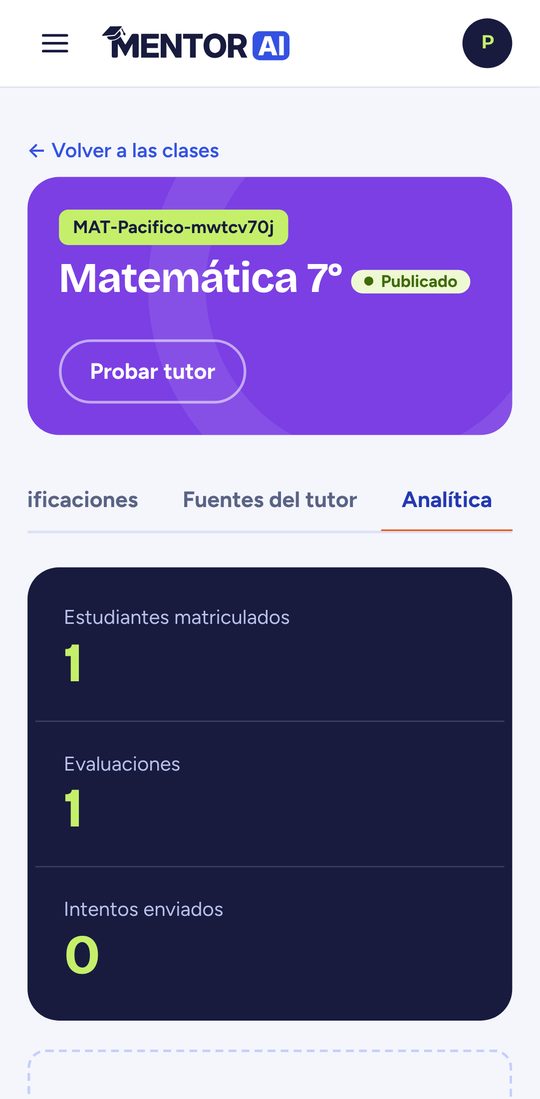 MENTOR AI
P
← Volver a las clases
MAT-Pacifico-mwtcv70j
Matemática 7° Publicado
Probar tutor
ificaciones Fuentes del tutor Analítica
Estudiantes matriculados
1
Evaluaciones
1
Intentos enviados
0